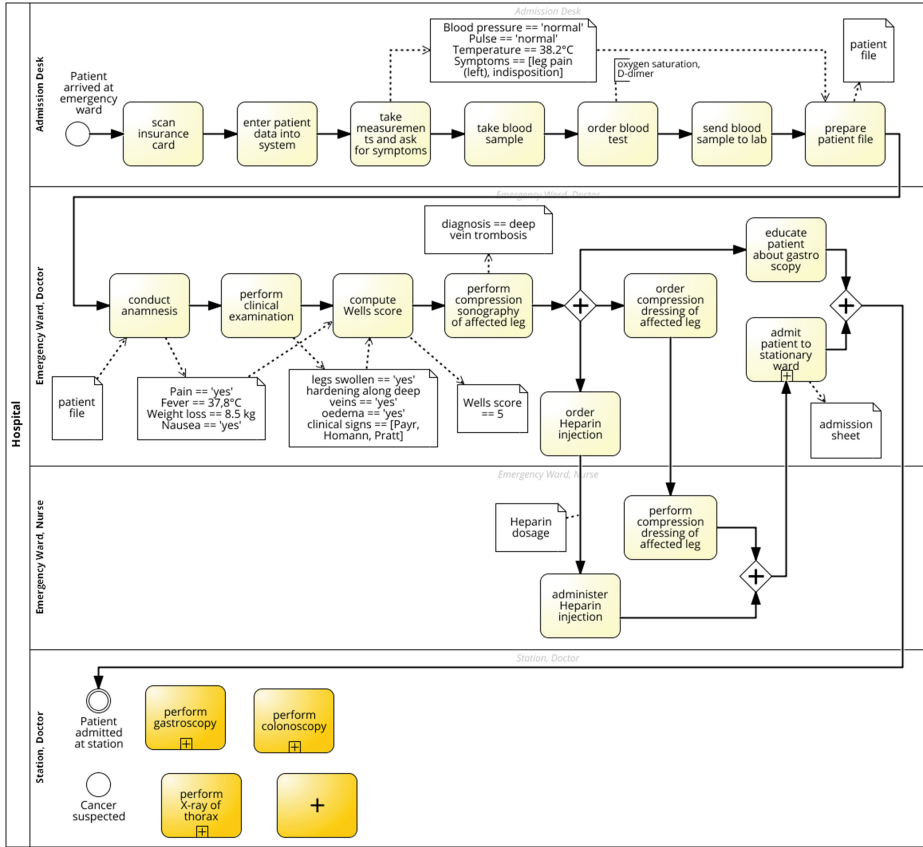 Admission Desk
Hospital
Admission Desk
Patient
arrived at
emergency
ward
scan
insurance
card
enter patient
data into
system
take
measuremen
ts and ask
for symptoms
Blood pressure == 'normal'
Pulse == 'normal'
Temperature == 38.2°C
Symptoms == [leg pain
(left), indisposition]
take blood
sample
oxygen saturation,
D-dimer
order blood
test
send blood
sample to lab
patient
file
prepare
patient file
Emergency Ward, Doctor
Emergency Ward, Doctor
conduct
anamnesis
perform
clinical
examination
compute
Wells score
diagnosis == deep
vein trombosis
perform
compression
sonography
of affected leg
order
compression
dressing of
affected leg
educate
patient
about gastro
scopy
admit
patient to
stationary
ward
patient
file
Pain == 'yes'
Fever == 37,8°C
Weight loss == 8.5 kg
Nausea == 'yes'
legs swollen == 'yes'
hardening along deep
veins == 'yes'
oedema == 'yes'
clinical signs == [Payr,
Homann, Pratt]
Wells score
== 5
order
Heparin
injection
admission
sheet
Emergency Ward, Nurse
Emergency Ward, Nurse
Heparin
dosage
perform
compression
dressing of
affected leg
administer
Heparin
injection
Station, Doctor
Station, Doctor
Patient
admitted
at station
perform
gastroscopy
perform
colonoscopy
Cancer
suspected
perform
X-ray of
thorax